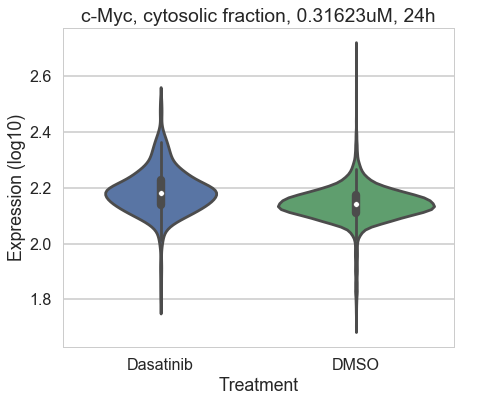 c-Myc, cytosolic fraction, 0.31623uM, 24h
2.6
2.4
2.2
2.0
1.8
Expression (log10)
Dasatinib DMSO
Treatment